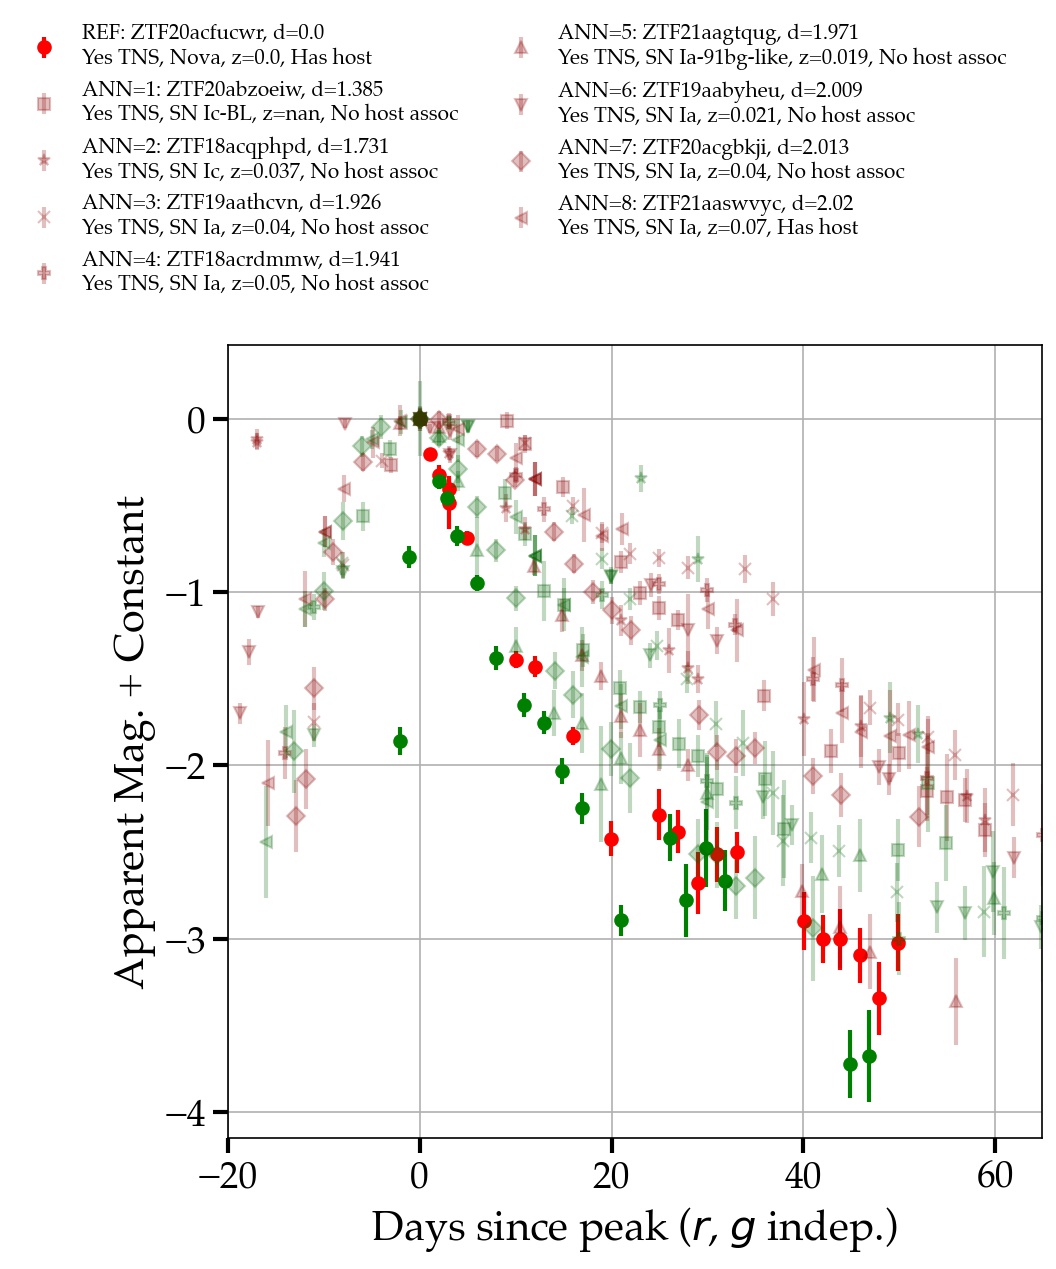 REF: ZTF20acfucwr, d=0.0
Yes TNS, Nova, z=0.0, Has host
ANN=1: ZTF20abzoeiw, d=1.385
Yes TNS, SN Ic-BL, z=nan, No host assoc
ANN=2: ZTF18acqphpd, d=1.731
Yes TNS, SN Ic, z=0.037, No host assoc
ANN=3: ZTF19aathcvn, d=1.926
Yes TNS, SN Ia, z=0.04, No host assoc
ANN=4: ZTF18acrdmmw, d=1.941
Yes TNS, SN Ia, z=0.05, No host assoc
ANN=5: ZTF21aagtqug, d=1.971
Yes TNS, SN Ia-91bg-like, z=0.019, No host assoc
ANN=6: ZTF19aabyheu, d=2.009
Yes TNS, SN Ia, z=0.021, No host assoc
ANN=7: ZTF20acgbkji, d=2.013
Yes TNS, SN Ia, z=0.04, No host assoc
ANN=8: ZTF21aaswvyc, d=2.02
Yes TNS, SN Ia, z=0.07, Has host
Apparent Mag. + Constant
0
−1
−2
−3
−4
−20
0
20
40
60
Days since peak (r, g indep.)